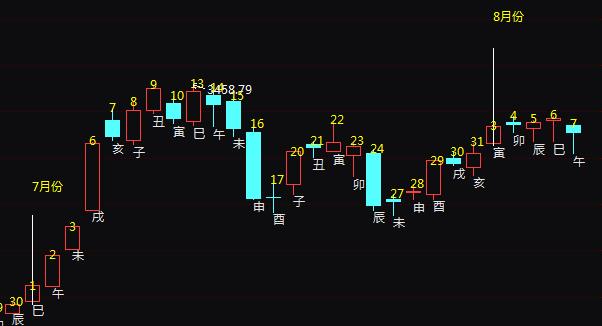 8月份
3458.79
9 13 14
10 15
7 8
4 5 6
16 22 3 7
6 21 23 31
20 24 30
丑 寅 巳 午 未
亥 子
卯 辰 巳
寅 午
7月份
17 29
丑 寅 卯 戌 亥
28
27
戌 申 酉 子 辰 未 申 酉
3
未
2
午
1
30
辰 巳